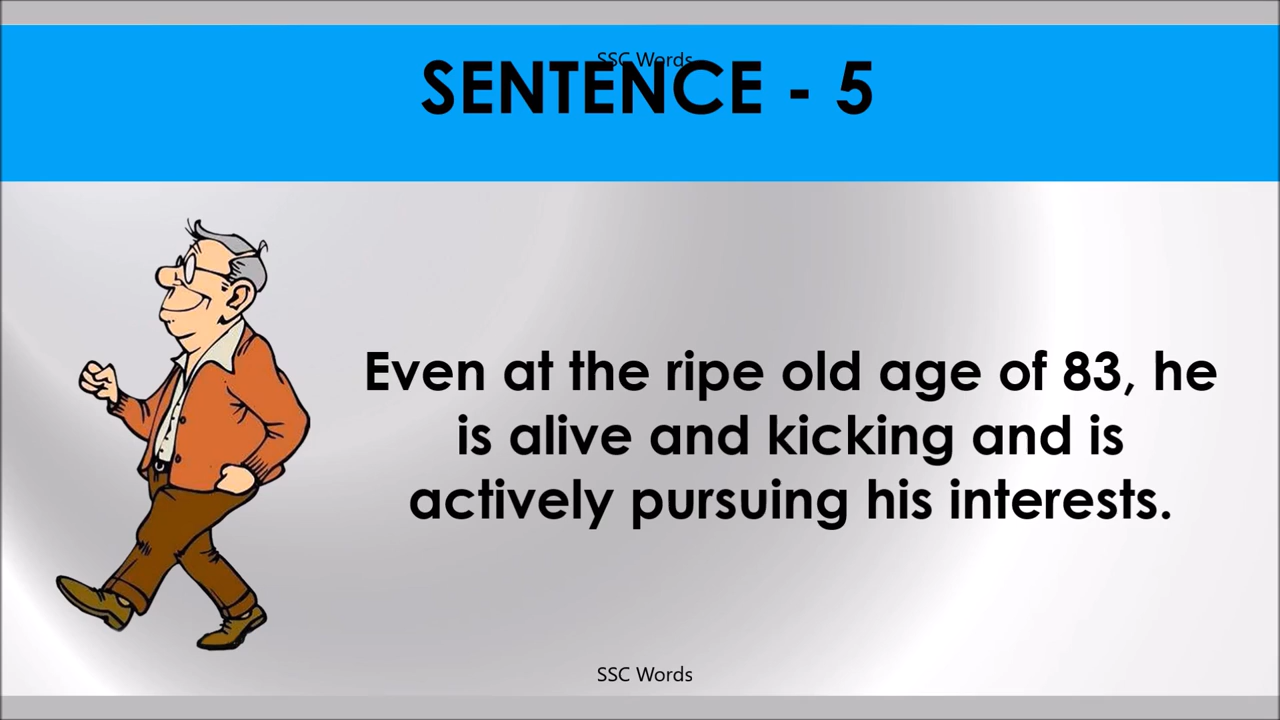 SSC Words
SENTENCE - 5
Even at the ripe old age of 83, he
is alive and kicking and is
actively pursuing his interests.
SSC Words